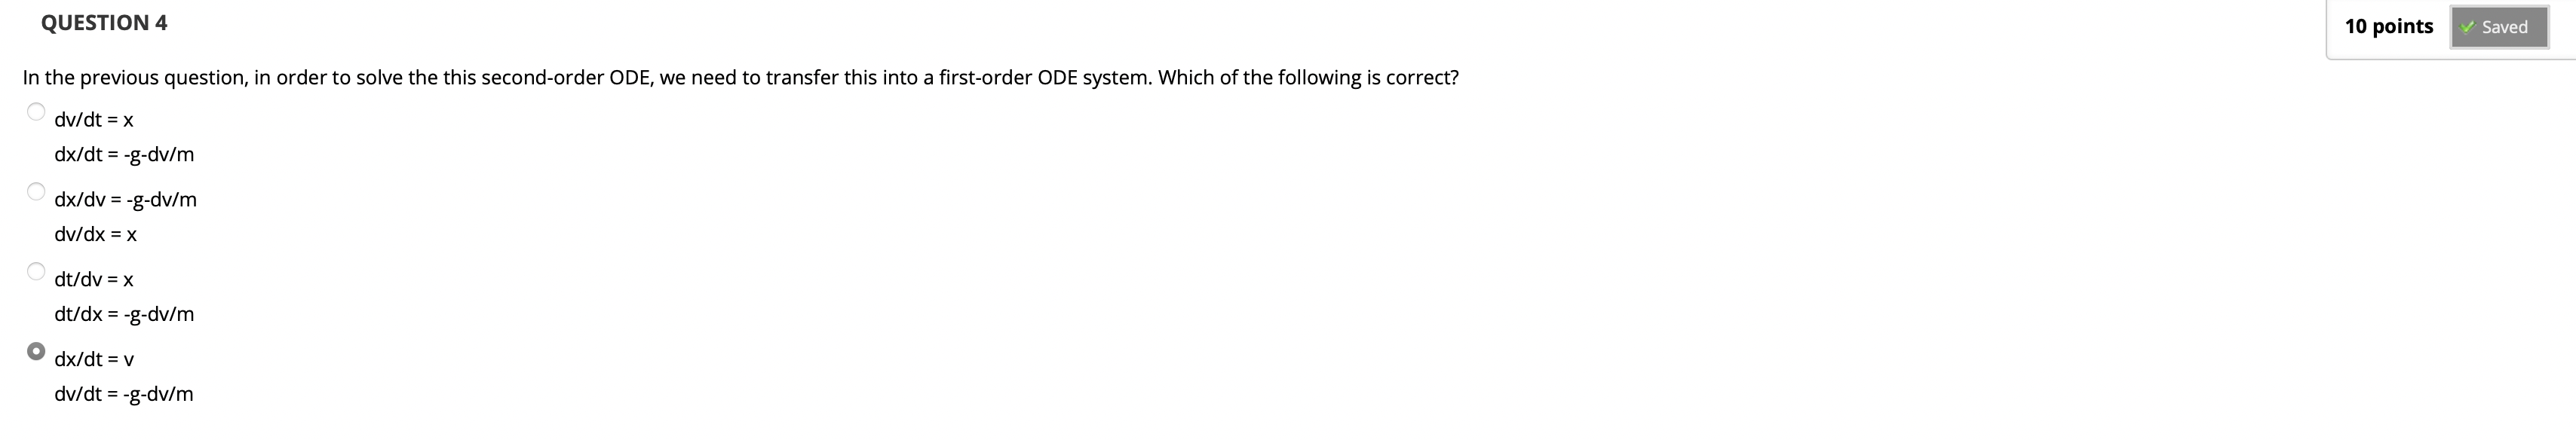 QUESTION 4
10 points
Saved
In the previous question, in order to solve the this second-order ODE, we need to transfer this into a first-order ODE system. Which of the following is correct?
dv/dt = x
dx/dt = -g-dv/m
dx/dv = -g-dv/m
dv/dx = x
dt/dv = x
dt/dx = -g-dv/m
dx/dt = v
dv/dt = -g-dv/m